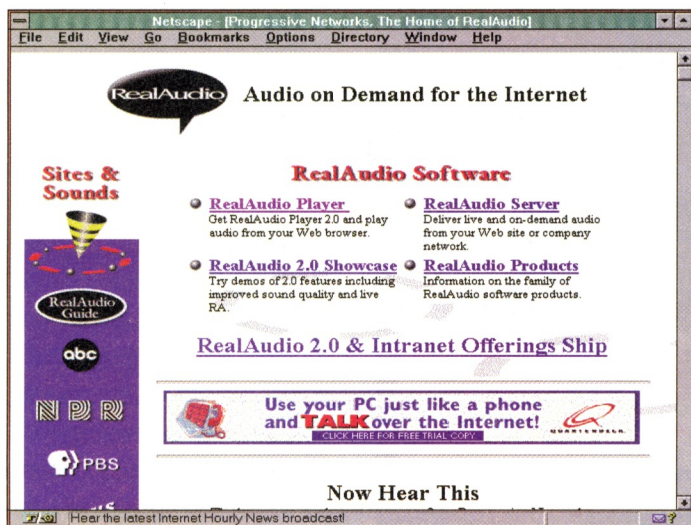 Netscape - [Progressive Networks, The Home of RealAudio]
File Edit View Go Bookmarks Options Directory Window Help
RealAudio
Audio on Demand for the Internet
Sites &
Sounds
RealAudio
Guide
abc
NPR
PBS
RealAudio Software
RealAudio Player
Get RealAudio Player 2.0 and play
audio from your Web browser.
RealAudio Server
Deliver live and on-demand audio
from your Web site or company
network.
RealAudio 2.0 Showcase
Try demos of 2.0 features including
improved sound quality and live
RA.
RealAudio Products
Information on the family of
RealAudio software products.
RealAudio 2.0 & Intranet Offerings Ship
Use your PC just like a phone
and TALK over the Internet!
CLICK HERE FOR FREE TRIAL COPY
QUARTERDECK
Now Hear This
Hear the latest Internet Hourly News broadcast!